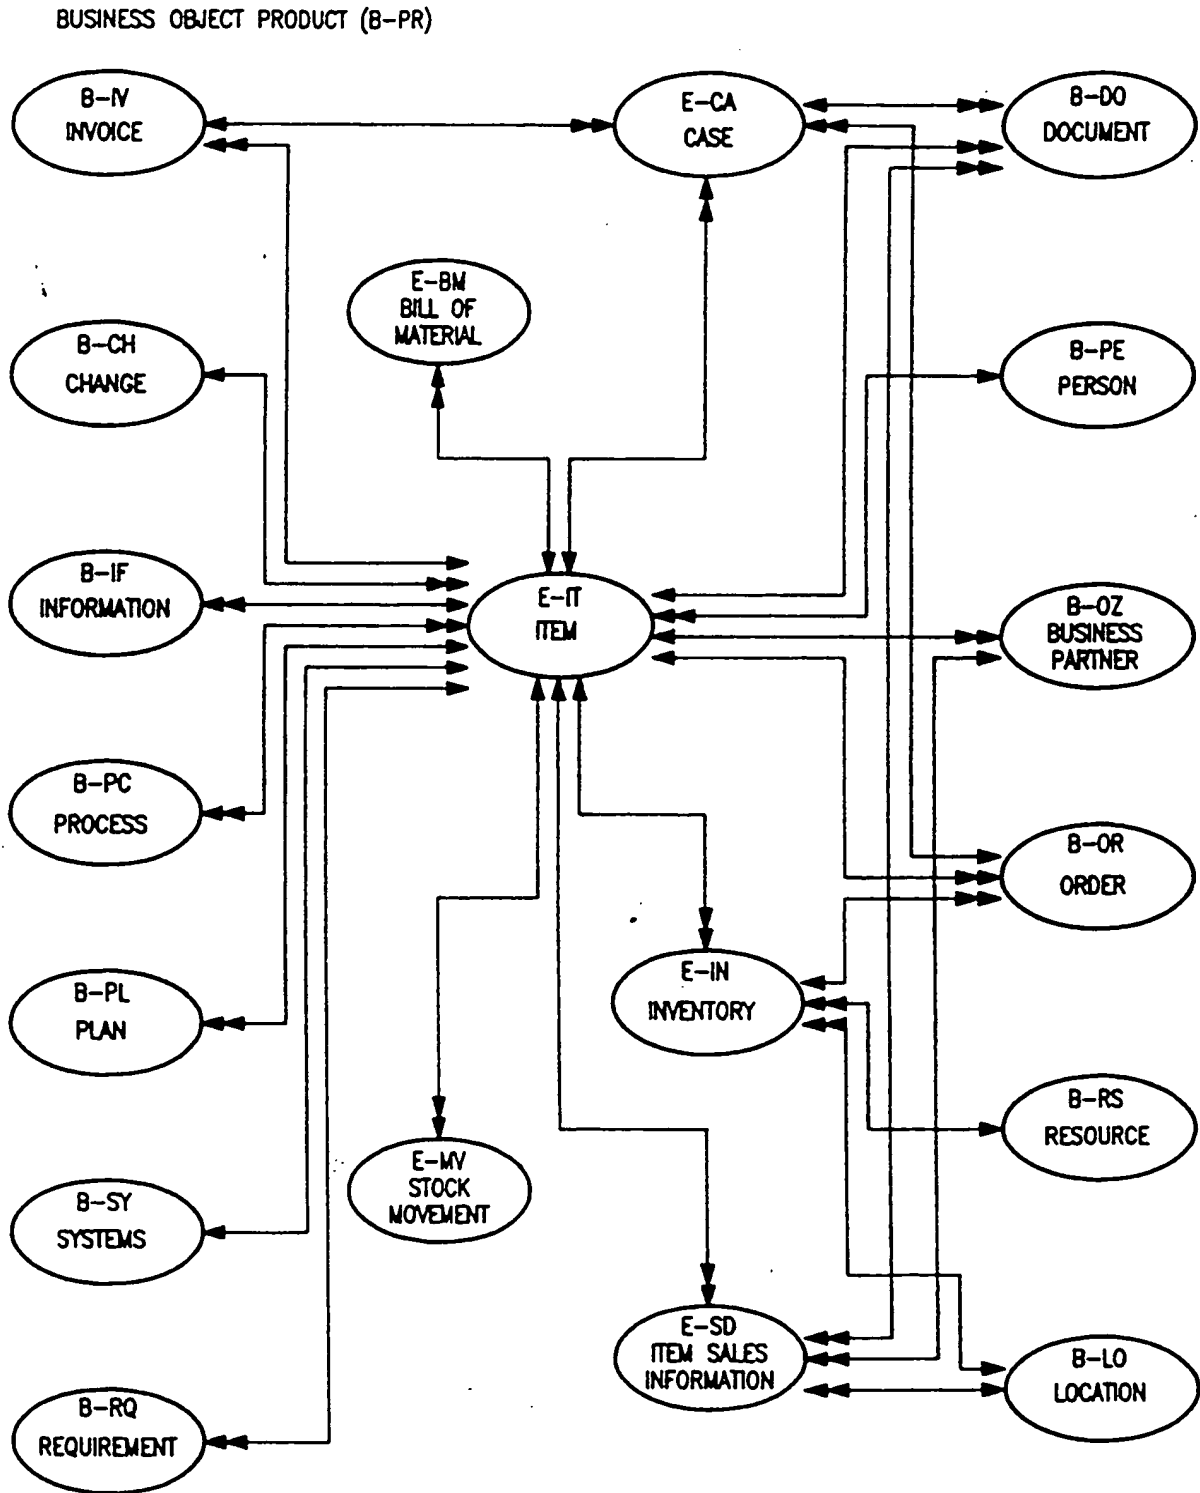 BUSINESS OBJECT PRODUCT (B-PR)
B-IV
INVOICE
E-CA
CASE
B-DO
DOCUMENT
E-BM
BILL OF
MATERIAL
B-CH
CHANGE
B-PE
PERSON
B-IF
INFORMATION
E-IT
ITEM
B-OZ
BUSINESS
PARTNER
B-PC
PROCESS
B-OR
ORDER
B-PL
PLAN
E-IN
INVENTORY
B-RS
RESOURCE
E-MV
STOCK
MOVEMENT
B-SY
SYSTEMS
E-SD
ITEM SALES
INFORMATION
B-LO
LOCATION
B-RQ
REQUIREMENT